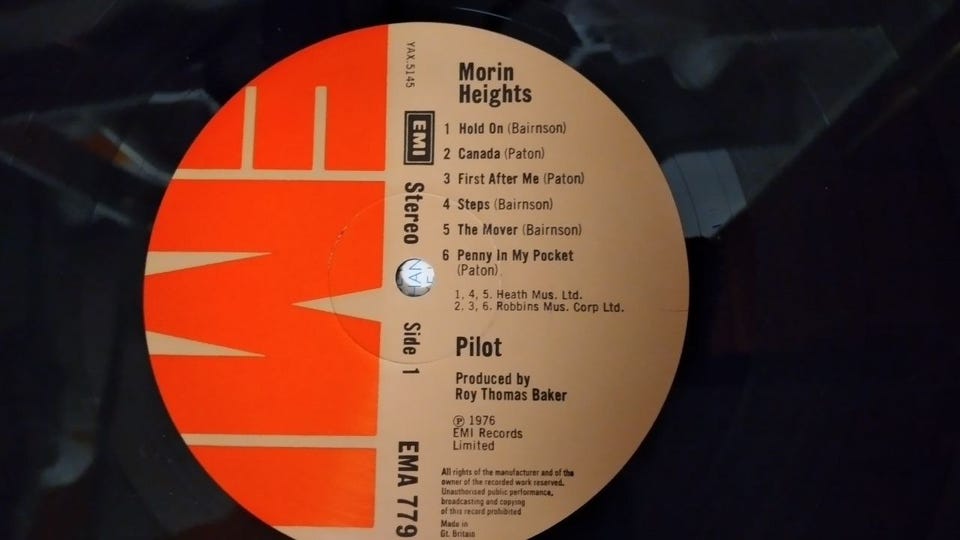 YAX.5145
EMI
Stereo
Side 1
EMA 779
Morin
Heights
1 Hold On (Bairnson)
2 Canada (Paton)
3 First After Me (Paton)
4 Steps (Bairnson)
5 The Mover (Bairnson)
6 Penny In My Pocket
(Paton)
1, 4, 5. Heath Mus. Ltd.
2, 3, 6. Robbins Mus. Corp Ltd.
Pilot
Produced by
Roy Thomas Baker
℗ 1976
EMI Records
Limited
All rights of the manufacturer and of the
owner of the recorded work reserved.
Unauthorised public performance,
broadcasting and copying
of this record prohibited
Made in
Gt. Britain